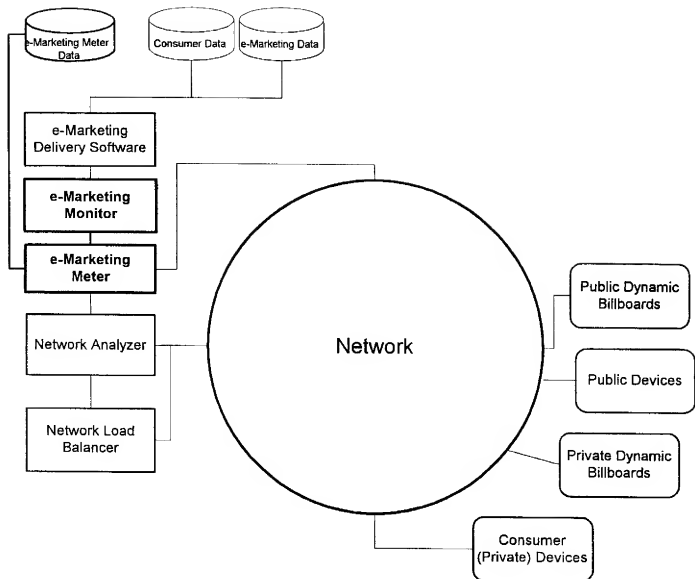 e-Marketing Meter
Data
Consumer Data
e-Marketing Data
e-Marketing
Delivery Software
e-Marketing
Monitor
e-Marketing
Meter
Network Analyzer
Network Load
Balancer
Network
Public Dynamic
Billboards
Public Devices
Private Dynamic
Billboards
Consumer
(Private) Devices